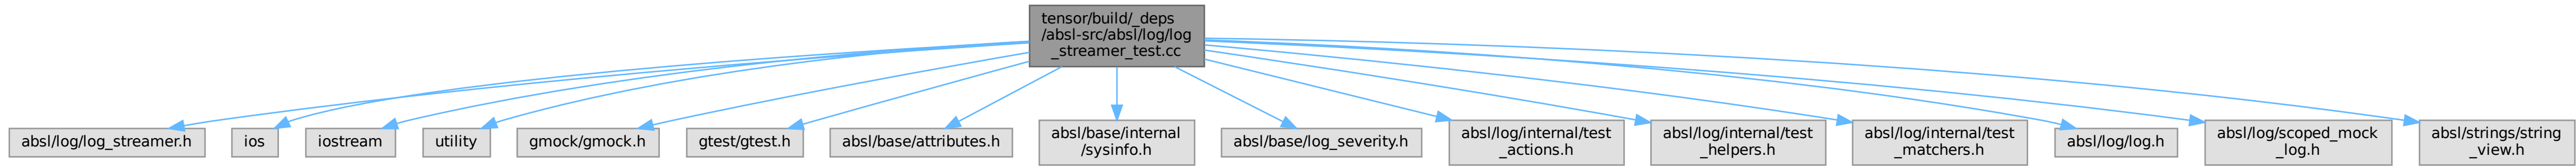 tensor/build/_deps
/absl-src/absl/log/log
_streamer_test.cc
absl/log/log_streamer.h
ios
iostream
utility
gmock/gmock.h
gtest/gtest.h
absl/base/attributes.h
absl/base/internal
/sysinfo.h
absl/base/log_severity.h
absl/log/internal/test
_actions.h
absl/log/internal/test
_helpers.h
absl/log/internal/test
_matchers.h
absl/log/log.h
absl/log/scoped_mock
_log.h
absl/strings/string
_view.h